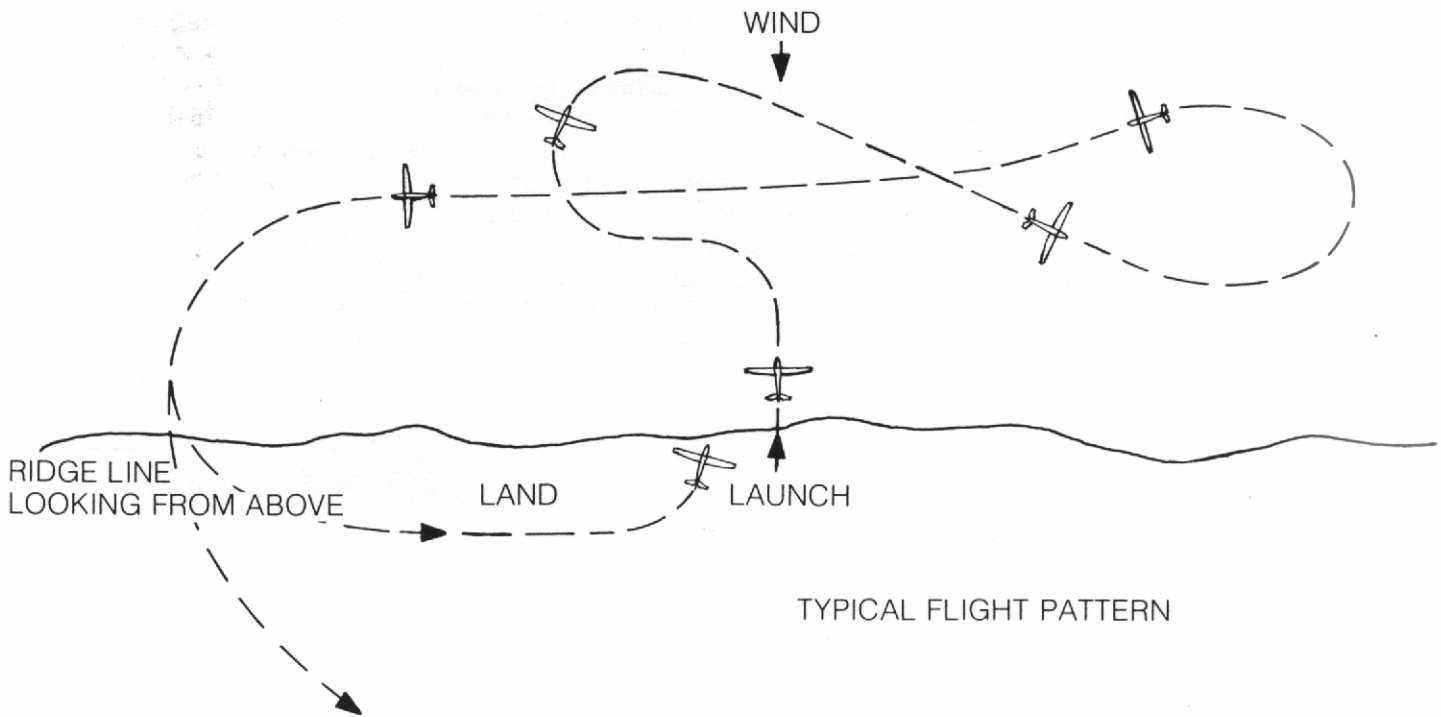 WIND
RIDGE LINE
LOOKING FROM ABOVE
LAND
LAUNCH
TYPICAL FLIGHT PATTERN